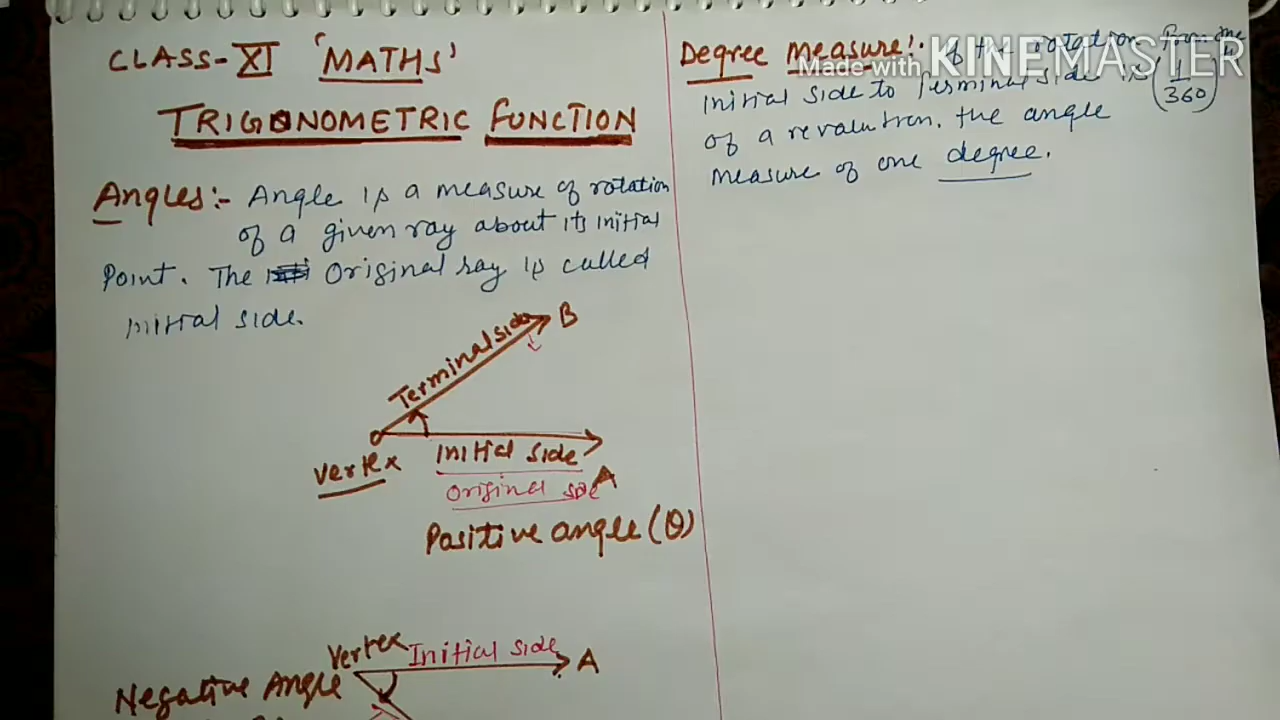 CLASS-XI 'MATHS'
TRIGONOMETRIC FUNCTION
Angles:- Angle is a measure of rotation
of a given ray about its initial
Point. The Original ray is called
initial side.
Terminal side
B
Vertex
Initial side
Original side
A
Positive angle (θ)
Vertex
Initial side
A
Negative Angle
Degree Measure:- If the rotation from the
Made with KINEMASTER
Initial side to Terminal side is (1/360)th
of a revolution. the angle
measure of one degree.